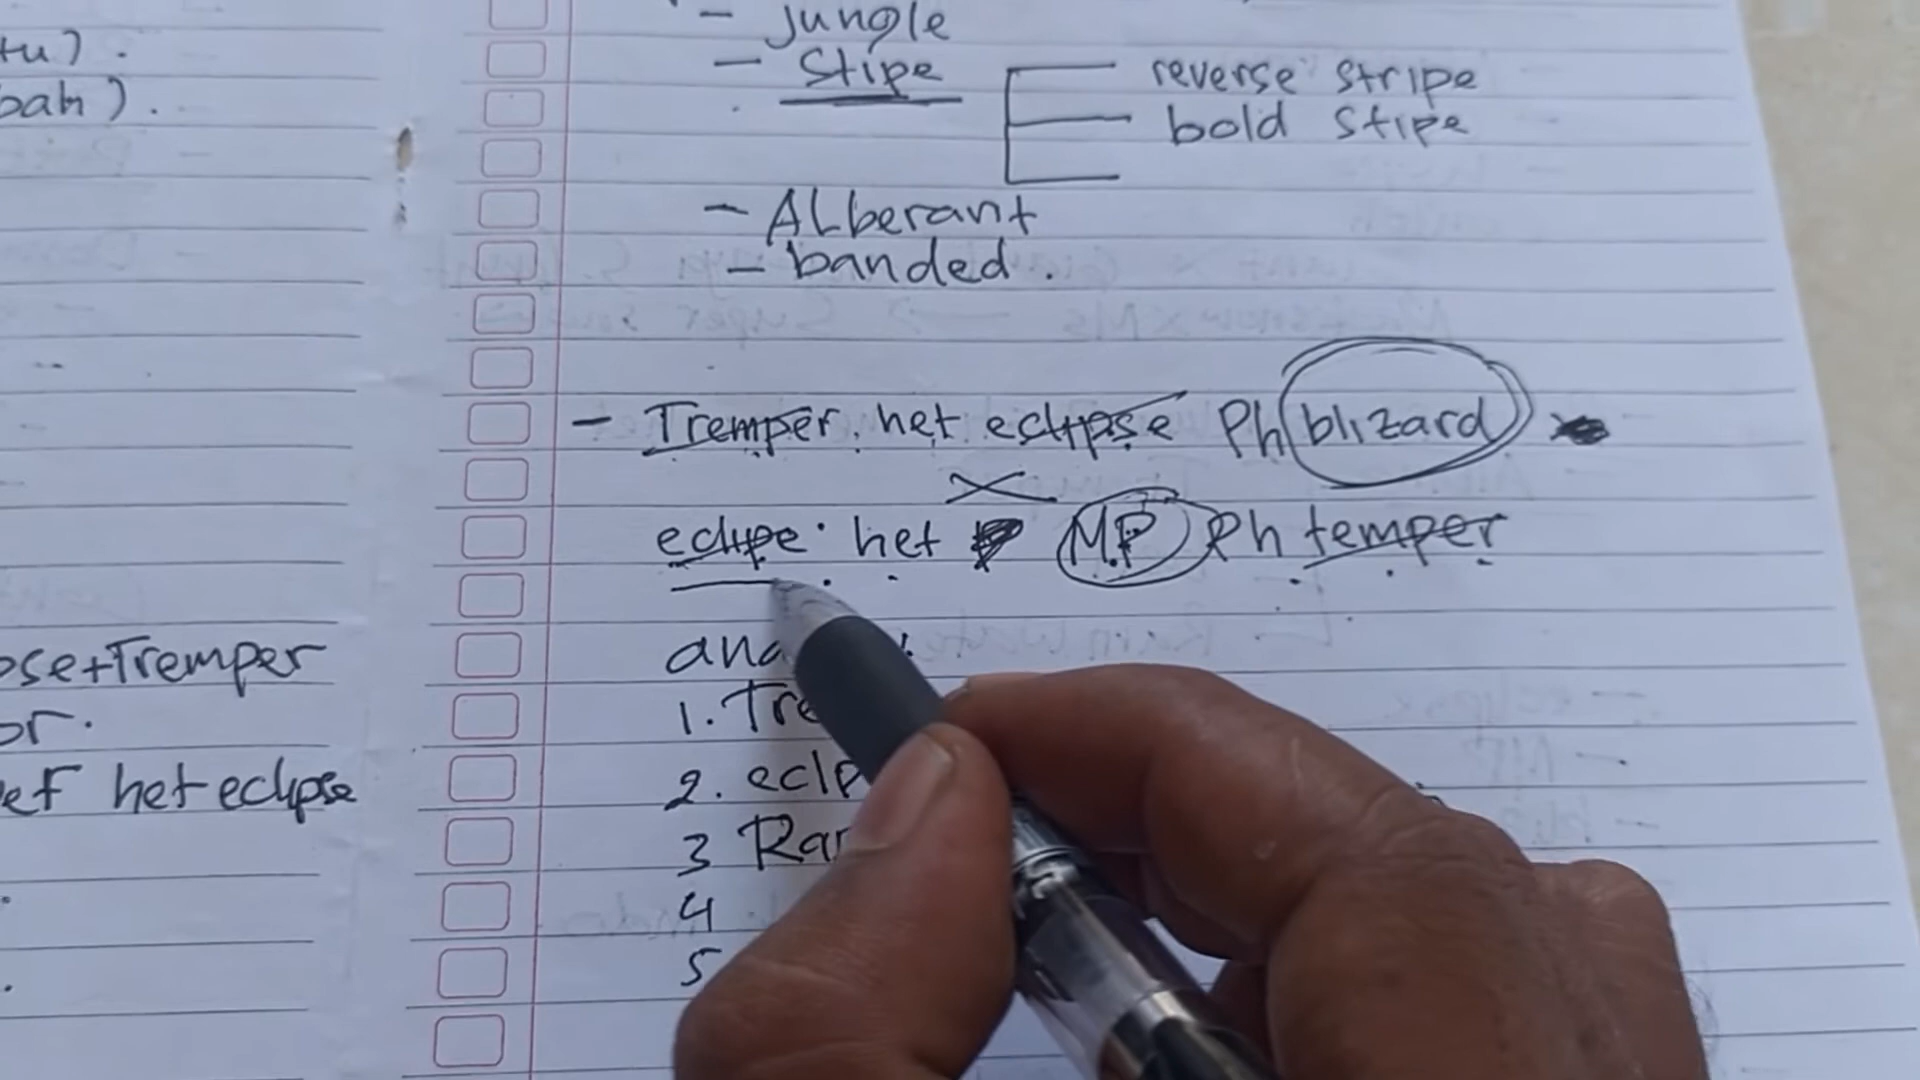 tu).
bah).
ose+Tremper
or.
het eclipse
- jungle
- Stipe
reverse stripe
bold stipe
- ALberant
- banded.
- Tremper het eclipse Ph blizard
X
eclipe het MP Ph temper
1. Tre
2. eclp
3 Ra
4
5